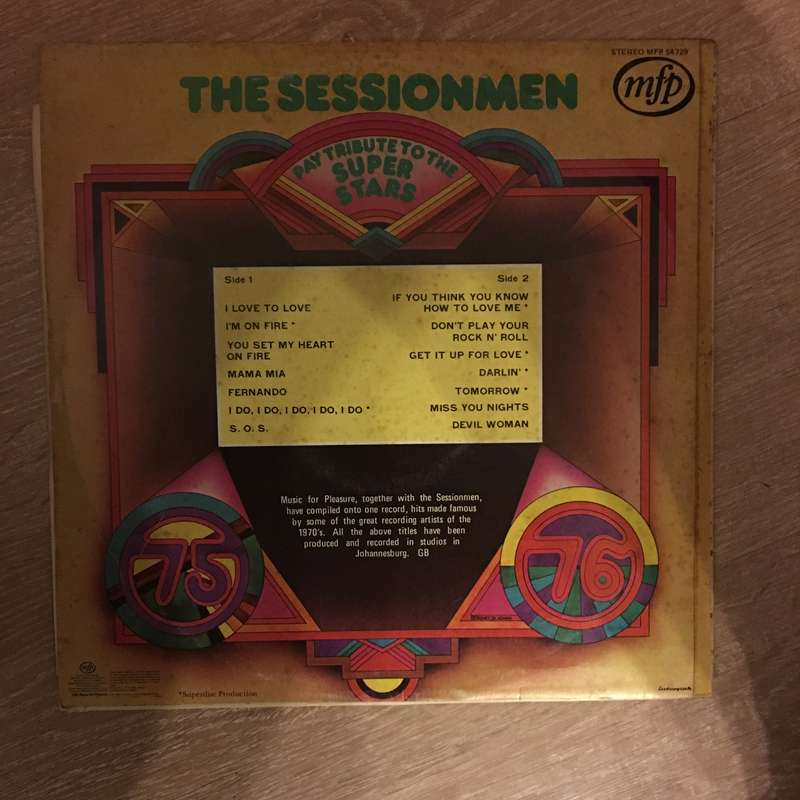 STEREO MFP 54729
mfp
THE SESSIONMEN
PAY TRIBUTE TO THE
SUPER
STARS
Side 1
I LOVE TO LOVE
I'M ON FIRE *
YOU SET MY HEART
ON FIRE
MAMA MIA
FERNANDO
I DO, I DO, I DO, I DO, I DO *
S. O. S.
Side 2
IF YOU THINK YOU KNOW
HOW TO LOVE ME *
DON'T PLAY YOUR
ROCK N' ROLL
GET IT UP FOR LOVE *
DARLIN' *
TOMORROW *
MISS YOU NIGHTS
DEVIL WOMAN
Music for Pleasure, together with the Sessionmen,
have compiled onto one record, hits made famous
by some of the great recording artists of the
1970's. All the above titles have been
produced and recorded in studios in
Johannesburg. GB
75
76
mfp
*Superdisc Production